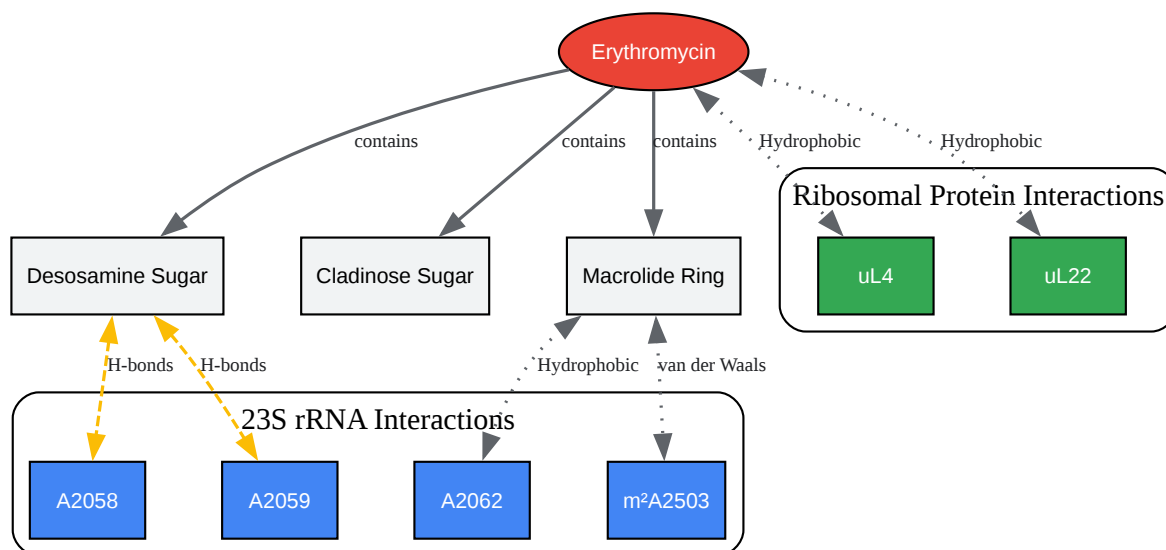 Erythromycin
contains
contains
contains
Hydrophobic
Hydrophobic
Ribosomal Protein Interactions
Desosamine Sugar
Cladinose Sugar
Macrolide Ring
uL4
uL22
H-bonds
H-bonds
Hydrophobic
van der Waals
23S rRNA Interactions
A2058
A2059
A2062
m²A2503